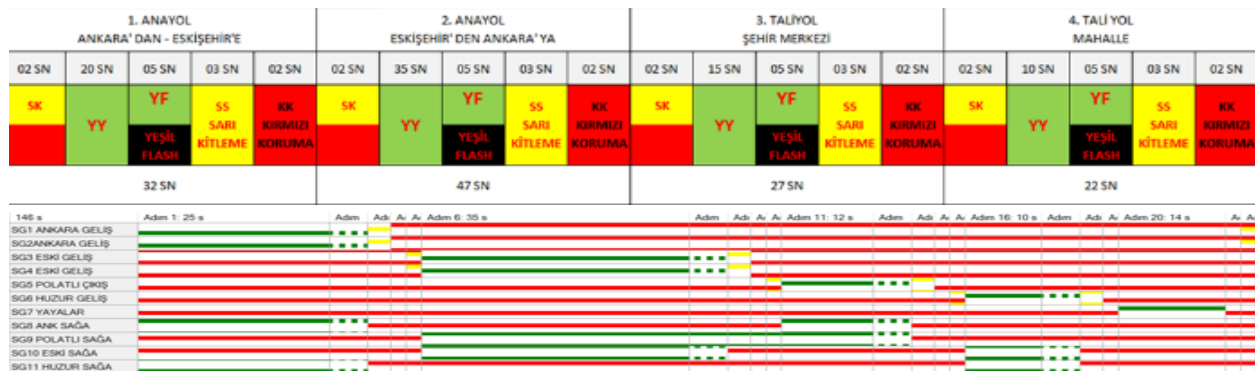 1. ANAYOL
ANKARA' DAN - ESKİŞEHİR'E
2. ANAYOL
ESKİŞEHİR' DEN ANKARA' YA
3. TALİYOL
ŞEHİR MERKEZİ
4. TALİ YOL
MAHALLE
02 SN 20 SN 05 SN 03 SN 02 SN 02 SN 35 SN 05 SN 03 SN 02 SN 02 SN 15 SN 05 SN 03 SN 02 SN 02 SN 10 SN 05 SN 03 SN 02 SN
SK YY YF YEŞİL FLASH SS SARI KİTLEME KK KIRMIZI KORUMA
SK YY YF YEŞİL FLASH SS SARI KİTLEME KK KIRMIZI KORUMA
SK YY YF YEŞİL FLASH SS SARI KİTLEME KK KIRMIZI KORUMA
SK YY YF YEŞİL FLASH SS SARI KİTLEME KK KIRMIZI KORUMA
32 SN 47 SN 27 SN 22 SN
146 s Adım 1: 25 s Adım Adı Adım 6: 35 s Adım Adı Adım 11: 12 s Adım Adı Adım 16: 10 s Adım Adı Adım 20: 14 s
SG1 ANKARA GELİŞ
SG2ANKARA GELİŞ
SG3 ESKİ GELİŞ
SG4 ESKİ GELİŞ
SG5 POLATLI ÇIKIŞ
SG6 HUZUR GELİŞ
SG7 YAYALAR
SG8 ANK SAĞA
SG9 POLATLI SAĞA
SG10 ESKİ SAĞA
SG11 HUZUR SAĞA